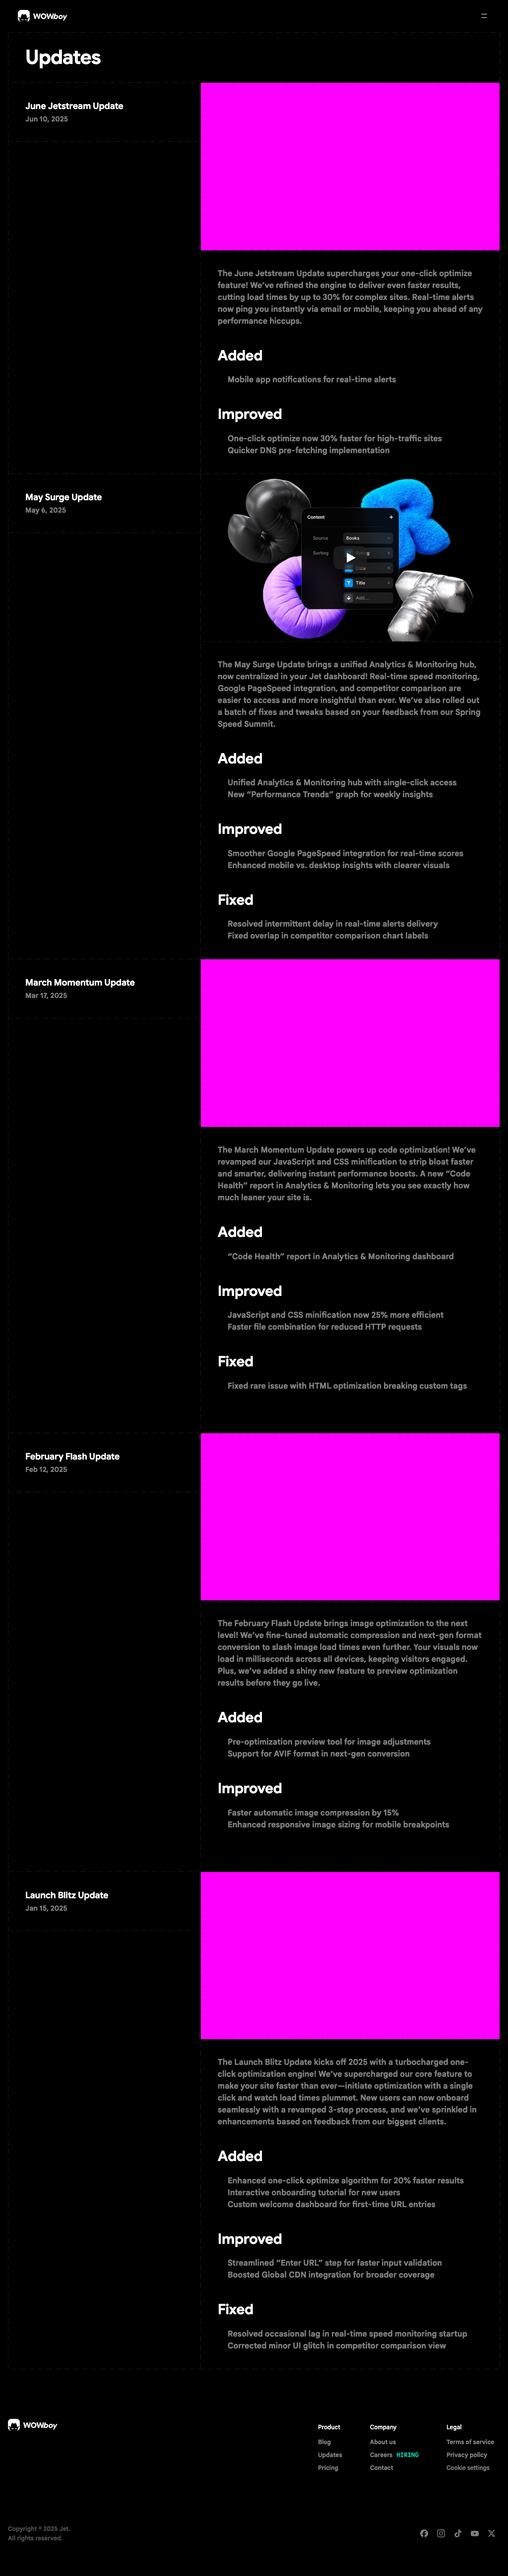 WOWboy
Updates
June Jetstream Update
Jun 10, 2025
The June Jetstream Update supercharges your one-click optimize
feature! We’ve refined the engine to deliver even faster results,
cutting load times by up to 30% for complex sites. Real-time alerts
now ping you instantly via email or mobile, keeping you ahead of any
performance hiccups.
Added
Mobile app notifications for real-time alerts
Improved
One-click optimize now 30% faster for high-traffic sites
Quicker DNS pre-fetching implementation
May Surge Update
May 6, 2025
Content
Source
Books
Sorting
Title
Add...
The May Surge Update brings a unified Analytics & Monitoring hub,
now centralized in your Jet dashboard! Real-time speed monitoring,
Google PageSpeed integration, and competitor comparison are
easier to access and more insightful than ever. We’ve also rolled out
a batch of fixes and tweaks based on your feedback from our Spring
Speed Summit.
Added
Unified Analytics & Monitoring hub with single-click access
New “Performance Trends” graph for weekly insights
Improved
Smoother Google PageSpeed integration for real-time scores
Enhanced mobile vs. desktop insights with clearer visuals
Fixed
Resolved intermittent delay in real-time alerts delivery
Fixed overlap in competitor comparison chart labels
March Momentum Update
Mar 17, 2025
The March Momentum Update powers up code optimization! We’ve
revamped our JavaScript and CSS minification to strip bloat faster
and smarter, delivering instant performance boosts. A new “Code
Health” report in Analytics & Monitoring lets you see exactly how
much leaner your site is.
Added
“Code Health” report in Analytics & Monitoring dashboard
Improved
JavaScript and CSS minification now 25% more efficient
Faster file combination for reduced HTTP requests
Fixed
Fixed rare issue with HTML optimization breaking custom tags
February Flash Update
Feb 12, 2025
The February Flash Update brings image optimization to the next
level! We’ve fine-tuned automatic compression and next-gen format
conversion to slash image load times even further. Your visuals now
load in milliseconds across all devices, keeping visitors engaged.
Plus, we’ve added a shiny new feature to preview optimization
results before they go live.
Added
Pre-optimization preview tool for image adjustments
Support for AVIF format in next-gen conversion
Improved
Faster automatic image compression by 15%
Enhanced responsive image sizing for mobile breakpoints
Launch Blitz Update
Jan 15, 2025
The Launch Blitz Update kicks off 2025 with a turbocharged one-
click optimization engine! We’ve supercharged our core feature to
make your site faster than ever—initiate optimization with a single
click and watch load times plummet. New users can now onboard
seamlessly with a revamped 3-step process, and we’ve sprinkled in
enhancements based on feedback from our biggest clients.
Added
Enhanced one-click optimize algorithm for 20% faster results
Interactive onboarding tutorial for new users
Custom welcome dashboard for first-time URL entries
Improved
Streamlined “Enter URL” step for faster input validation
Boosted Global CDN integration for broader coverage
Fixed
Resolved occasional lag in real-time speed monitoring startup
Corrected minor UI glitch in competitor comparison view
WOWboy
Product
Blog
Updates
Pricing
Company
About us
Careers HIRING
Contact
Legal
Terms of service
Privacy policy
Cookie settings
Copyright © 2025 Jet.
All rights reserved.